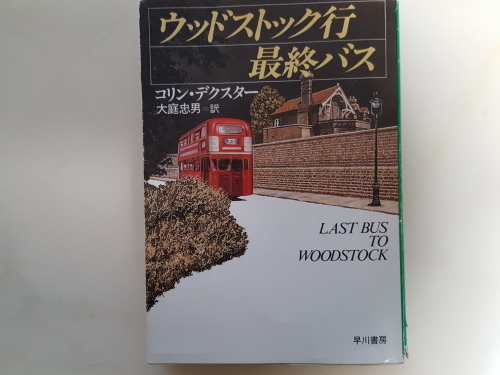 ウッドストック行
最終バス
コリン・デクスター
大庭忠男=訳
LAST BUS
TO
WOODSTOCK
早川書房